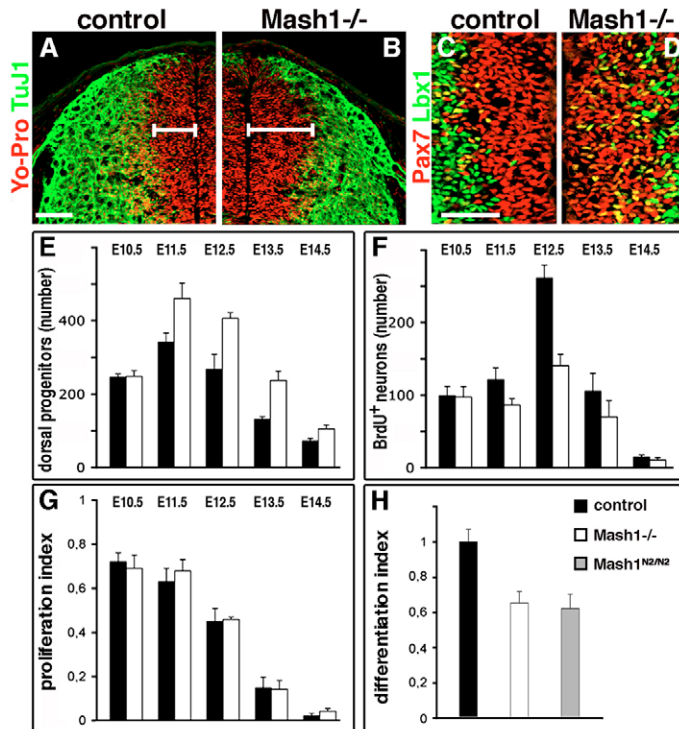 control Mash1-/- control Mash1-/-
A B C D
Yo-Pro TuJ1
Pax7 Lbx1
E
E10.5 E11.5 E12.5 E13.5 E14.5
dorsal progenitors (number)
400
200
0
F
E10.5 E11.5 E12.5 E13.5 E14.5
BrdU+ neurons (number)
200
100
0
G
E10.5 E11.5 E12.5 E13.5 E14.5
proliferation index
1
0.8
0.6
0,4
0,2
0
H
control
Mash1-/-
Mash1N2/N2
differentiation index
1
0,8
0,6
0,4
0,2
0